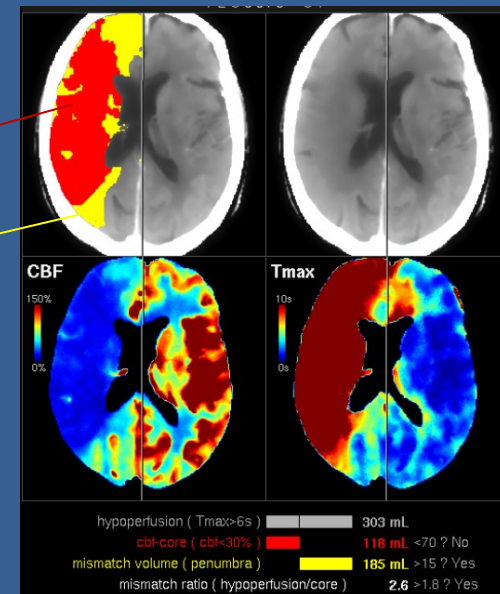 CBF
Tmax
150%
0%
10s
0s
hypoperfusion ( Tmax>6s ) 303 mL
cbf-core ( cbf<30% ) 118 mL <70 ? No
mismatch volume ( penumbra ) 185 mL >15 ? Yes
mismatch ratio ( hypoperfusion/core ) 2.6 >1.8 ? Yes